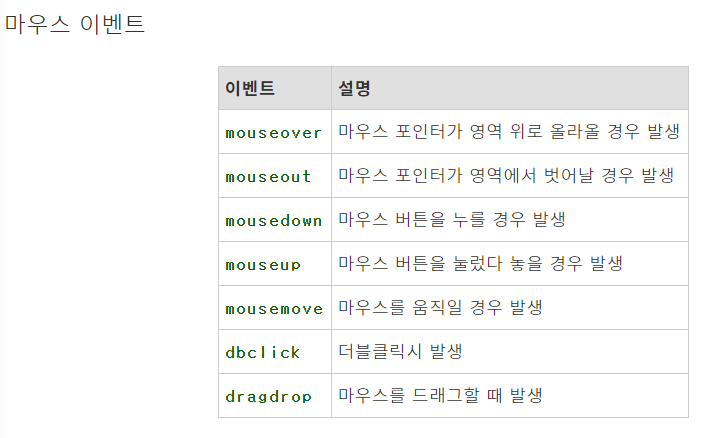 마우스 이벤트
이벤트 설명
mouseover 마우스 포인터가 영역 위로 올라올 경우 발생
mouseout 마우스 포인터가 영역에서 벗어날 경우 발생
mousedown 마우스 버튼을 누를 경우 발생
mouseup 마우스 버튼을 눌렀다 놓을 경우 발생
mousemove 마우스를 움직일 경우 발생
dbclick 더블클릭시 발생
dragdrop 마우스를 드래그할 때 발생